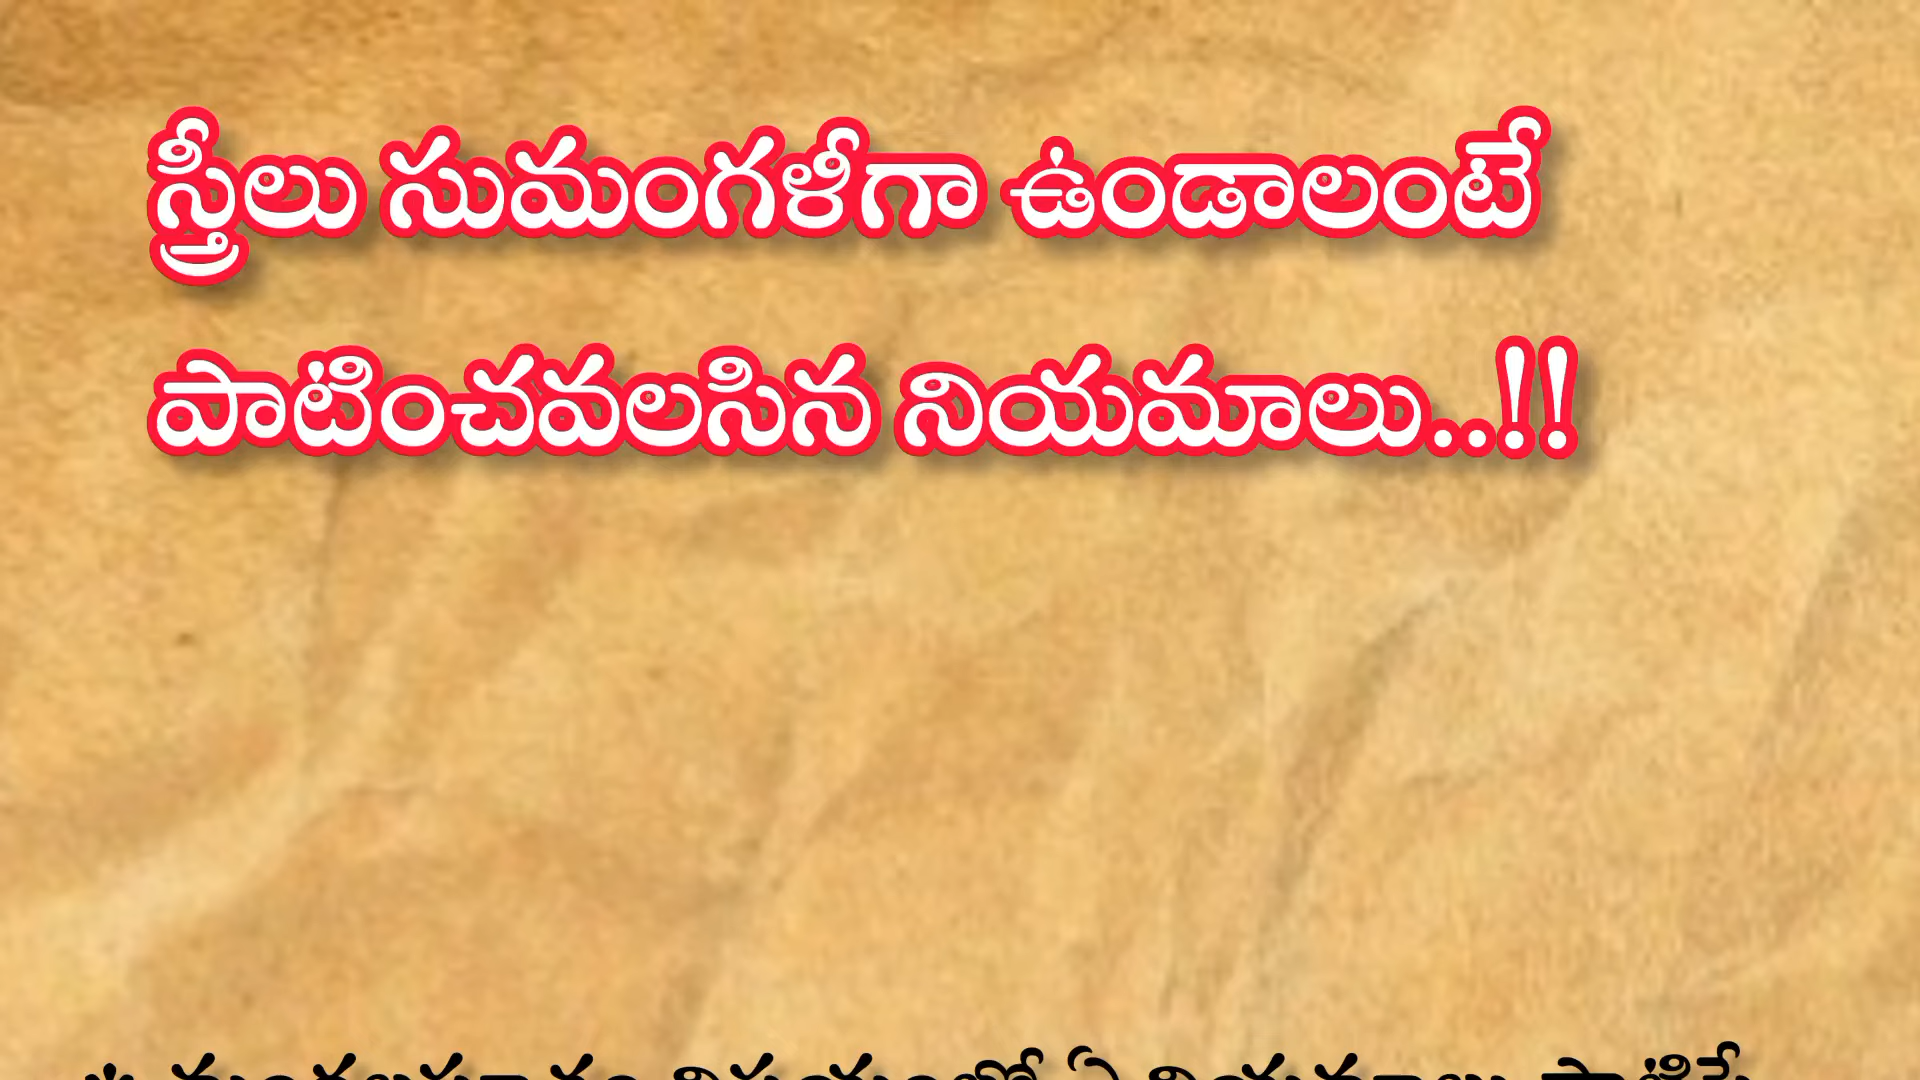 స్త్రీలు సుమంగళీగా ఉండాలంటే
పాటించవలసిన నియమాలు..!!